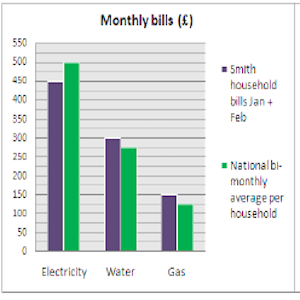 Monthly bills (£)
550
500
450
400
350
300
250
200
150
100
50
0
Electricity Water Gas
Smith
household
bills Jan +
Feb
National bi-
monthly
average per
household